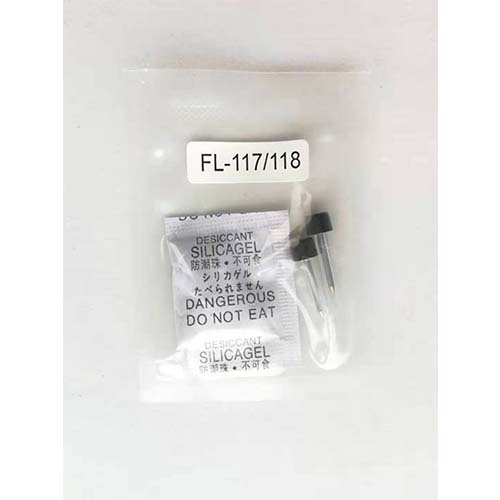 FL-117/118
DO NOT EAT
DESICCANT
SILICAGEL
防潮珠・不可食
シリカゲル
たべられません
DANGEROUS
DO NOT EAT
DESICCANT
SILICAGEL
防潮珠・不可食